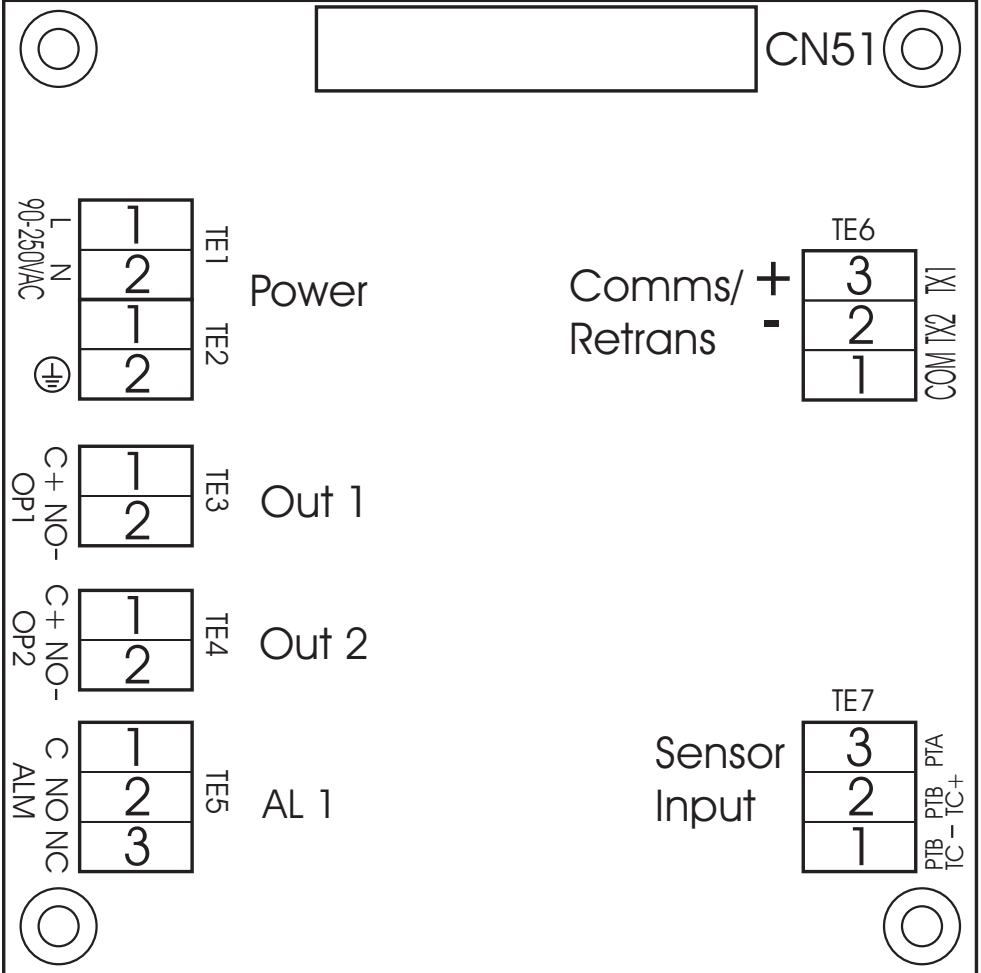 CN51
L
N
90-250VAC
1
2
TE1
1
2
TE2
Power
Comms/ +
Retrans -
TE6
3
2
1
TX1
COM TX2
C+ NO-
OP1
1
2
TE3
Out 1
C+ NO-
OP2
1
2
TE4
Out 2
C NO NC
ALM
1
2
3
TE5
AL 1
Sensor
Input
TE7
3
2
1
PTA
PTB
TC+
PTB
TC-